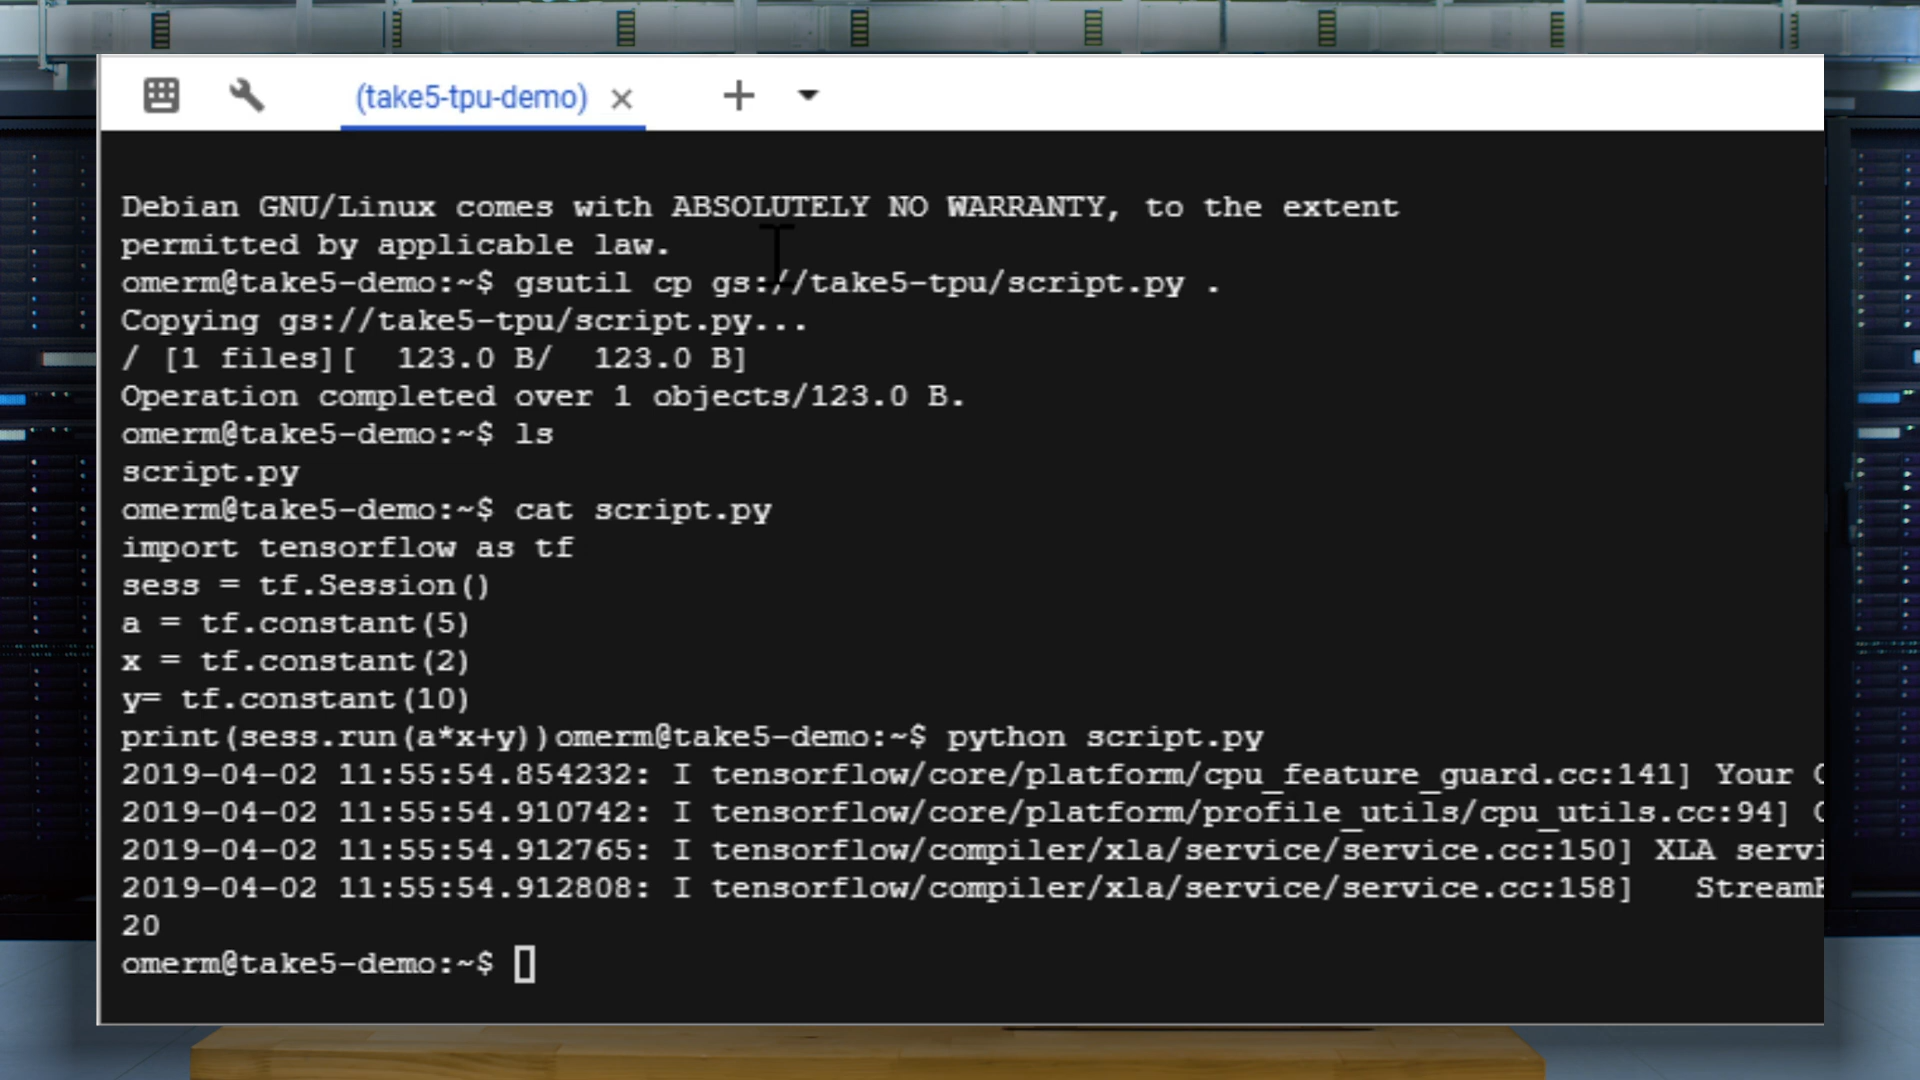 (take5-tpu-demo)
Debian GNU/Linux comes with ABSOLUTELY NO WARRANTY, to the extent
permitted by applicable law.
omerm@take5-demo:~$ gsutil cp gs://take5-tpu/script.py .
Copying gs://take5-tpu/script.py...
/ [1 files][  123.0 B/  123.0 B]
Operation completed over 1 objects/123.0 B.
omerm@take5-demo:~$ ls
script.py
omerm@take5-demo:~$ cat script.py
import tensorflow as tf
sess = tf.Session()
a = tf.constant(5)
x = tf.constant(2)
y= tf.constant(10)
print(sess.run(a*x+y))omerm@take5-demo:~$ python script.py
2019-04-02 11:55:54.854232: I tensorflow/core/platform/cpu_feature_guard.cc:141] Your
2019-04-02 11:55:54.910742: I tensorflow/core/platform/profile_utils/cpu_utils.cc:94]
2019-04-02 11:55:54.912765: I tensorflow/compiler/xla/service/service.cc:150] XLA servi
2019-04-02 11:55:54.912808: I tensorflow/compiler/xla/service/service.cc:158]   Stream
20
omerm@take5-demo:~$